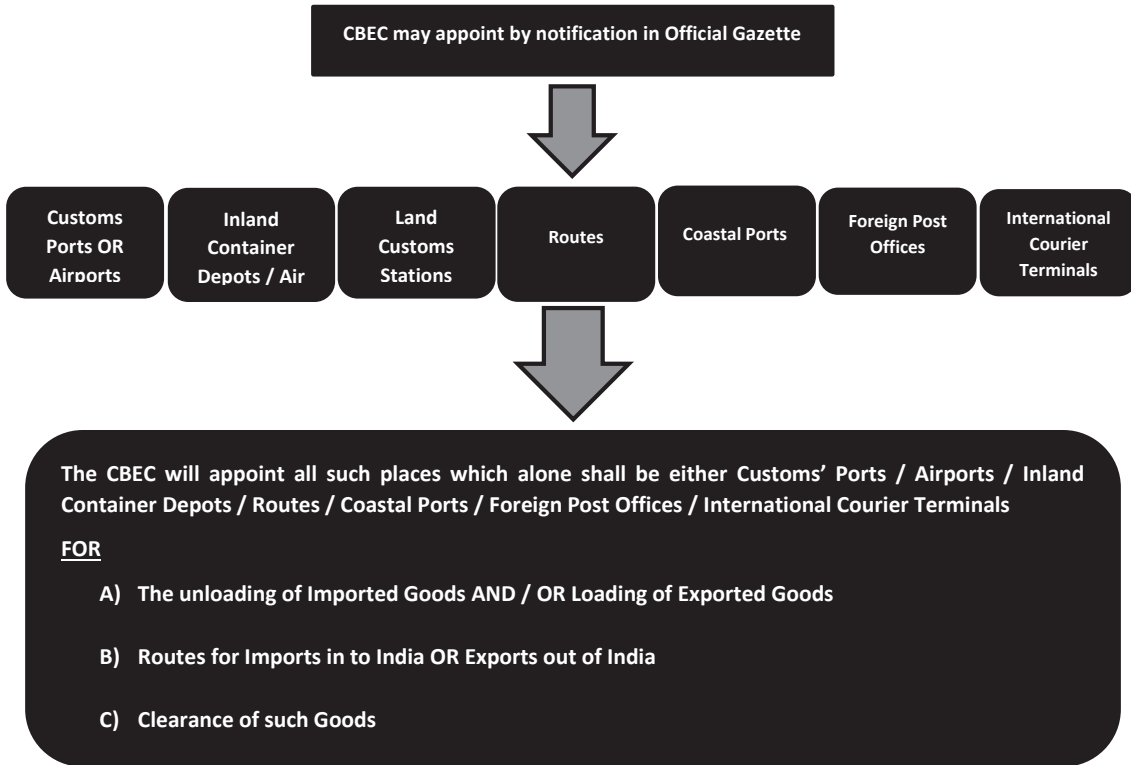 CBEC may appoint by notification in Official Gazette
Customs
Ports OR
Airports
Inland
Container
Depots / Air
Land
Customs
Stations
Routes
Coastal Ports
Foreign Post
Offices
International
Courier
Terminals
The CBEC will appoint all such places which alone shall be either Customs’ Ports / Airports / Inland
Container Depots / Routes / Coastal Ports / Foreign Post Offices / International Courier Terminals
FOR
A) The unloading of Imported Goods AND / OR Loading of Exported Goods
B) Routes for Imports in to India OR Exports out of India
C) Clearance of such Goods